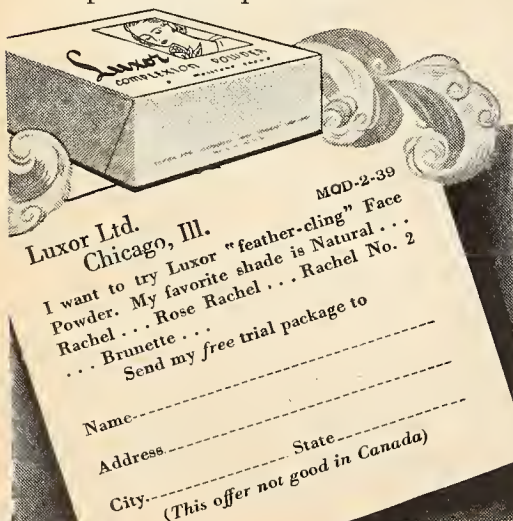 Luxor
COMPLEXION POWDER
MOD-2-39
Luxor Ltd.
Chicago, Ill.
I want to try Luxor "feather-cling" Face
Powder. My favorite shade is Natural . . .
Rachel . . . Rose Rachel . . . Rachel No. 2
. . . Brunette . . .
Send my free trial package to
Name
Address
City State
(This offer not good in Canada)